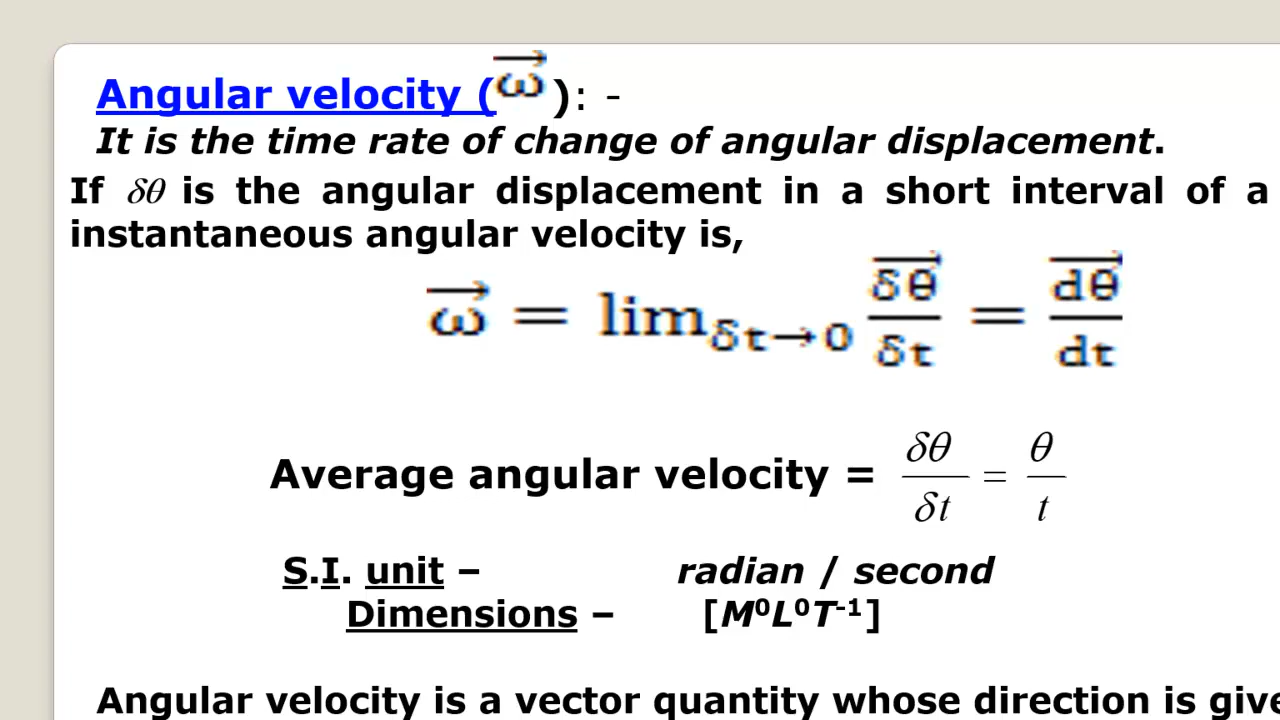 Angular velocity (ω⃗): -
It is the time rate of change of angular displacement.
If δθ is the angular displacement in a short interval of a
instantaneous angular velocity is,
ω⃗ = lim_{δt→0} δθ⃗/δt = dθ⃗/dt
Average angular velocity = δθ/δt = θ/t
S.I. unit – radian / second
Dimensions – [M⁰L⁰T⁻¹]
Angular velocity is a vector quantity whose direction is give